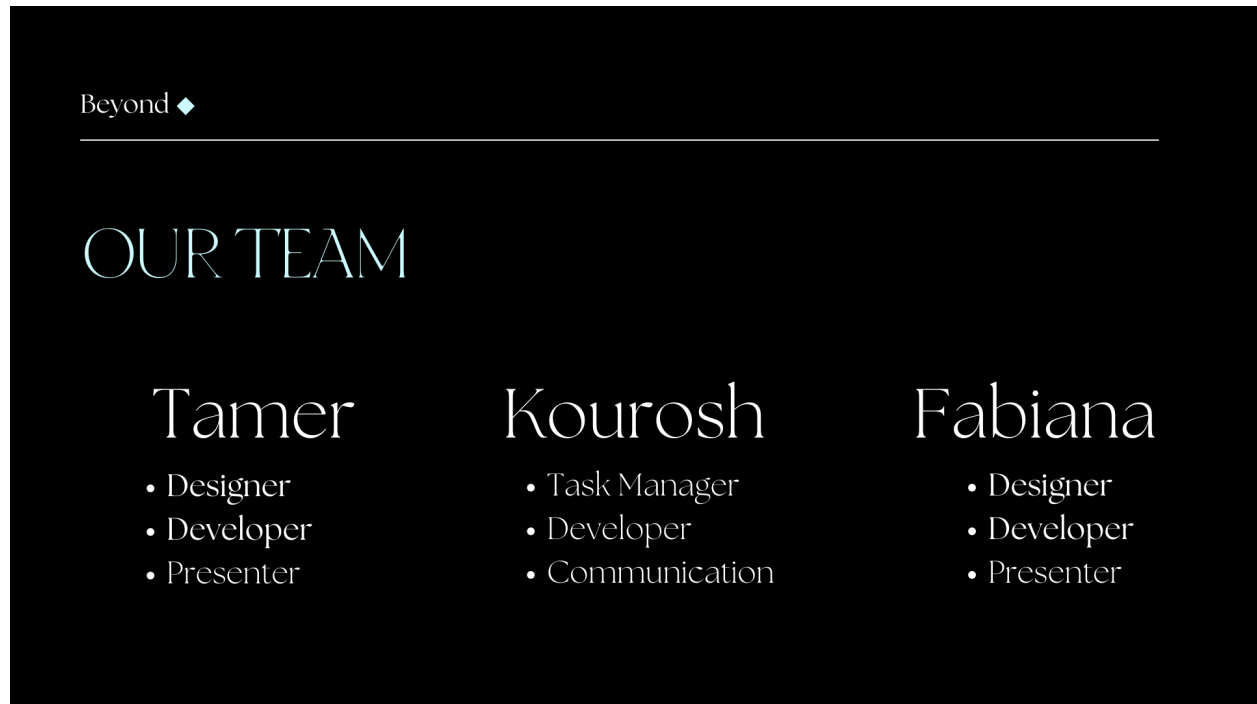 Beyond ◆
OUR TEAM
Tamer
• Designer
• Developer
• Presenter
Kourosh
• Task Manager
• Developer
• Communication
Fabiana
• Designer
• Developer
• Presenter